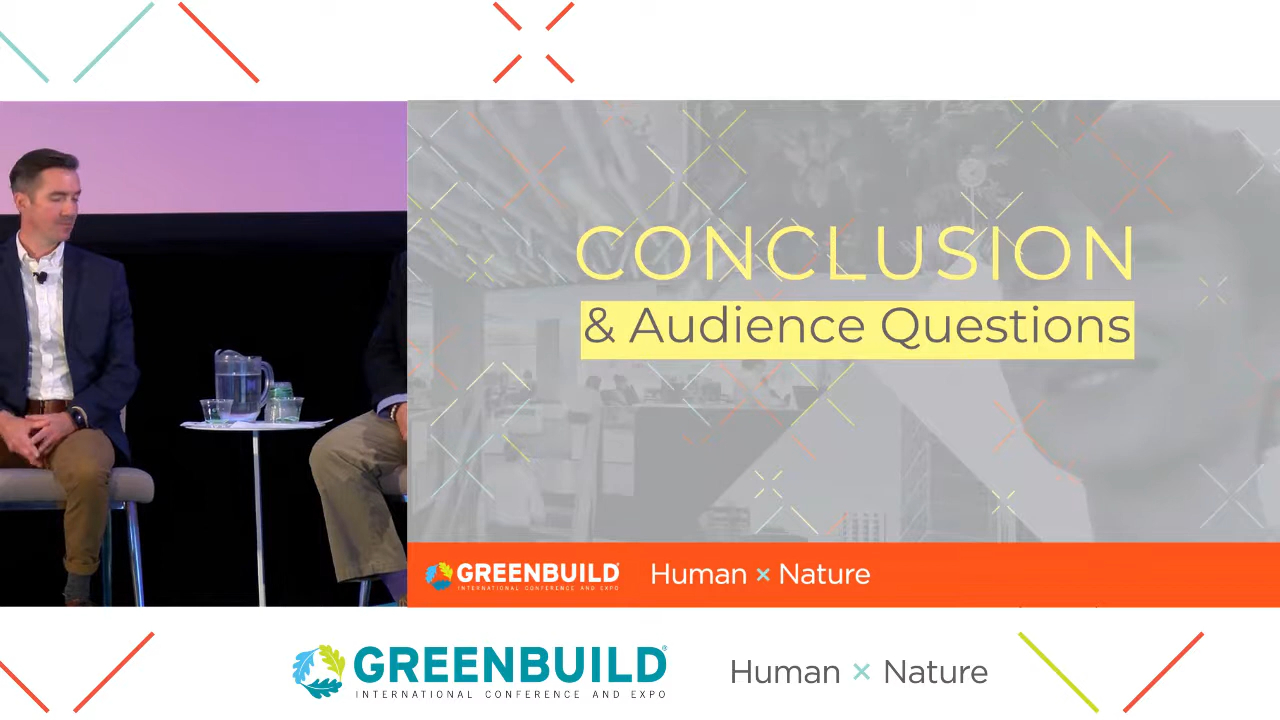 CONCLUSION
& Audience Questions
GREENBUILD
INTERNATIONAL CONFERENCE AND EXPO
Human × Nature
GREENBUILD®
INTERNATIONAL CONFERENCE AND EXPO
Human × Nature